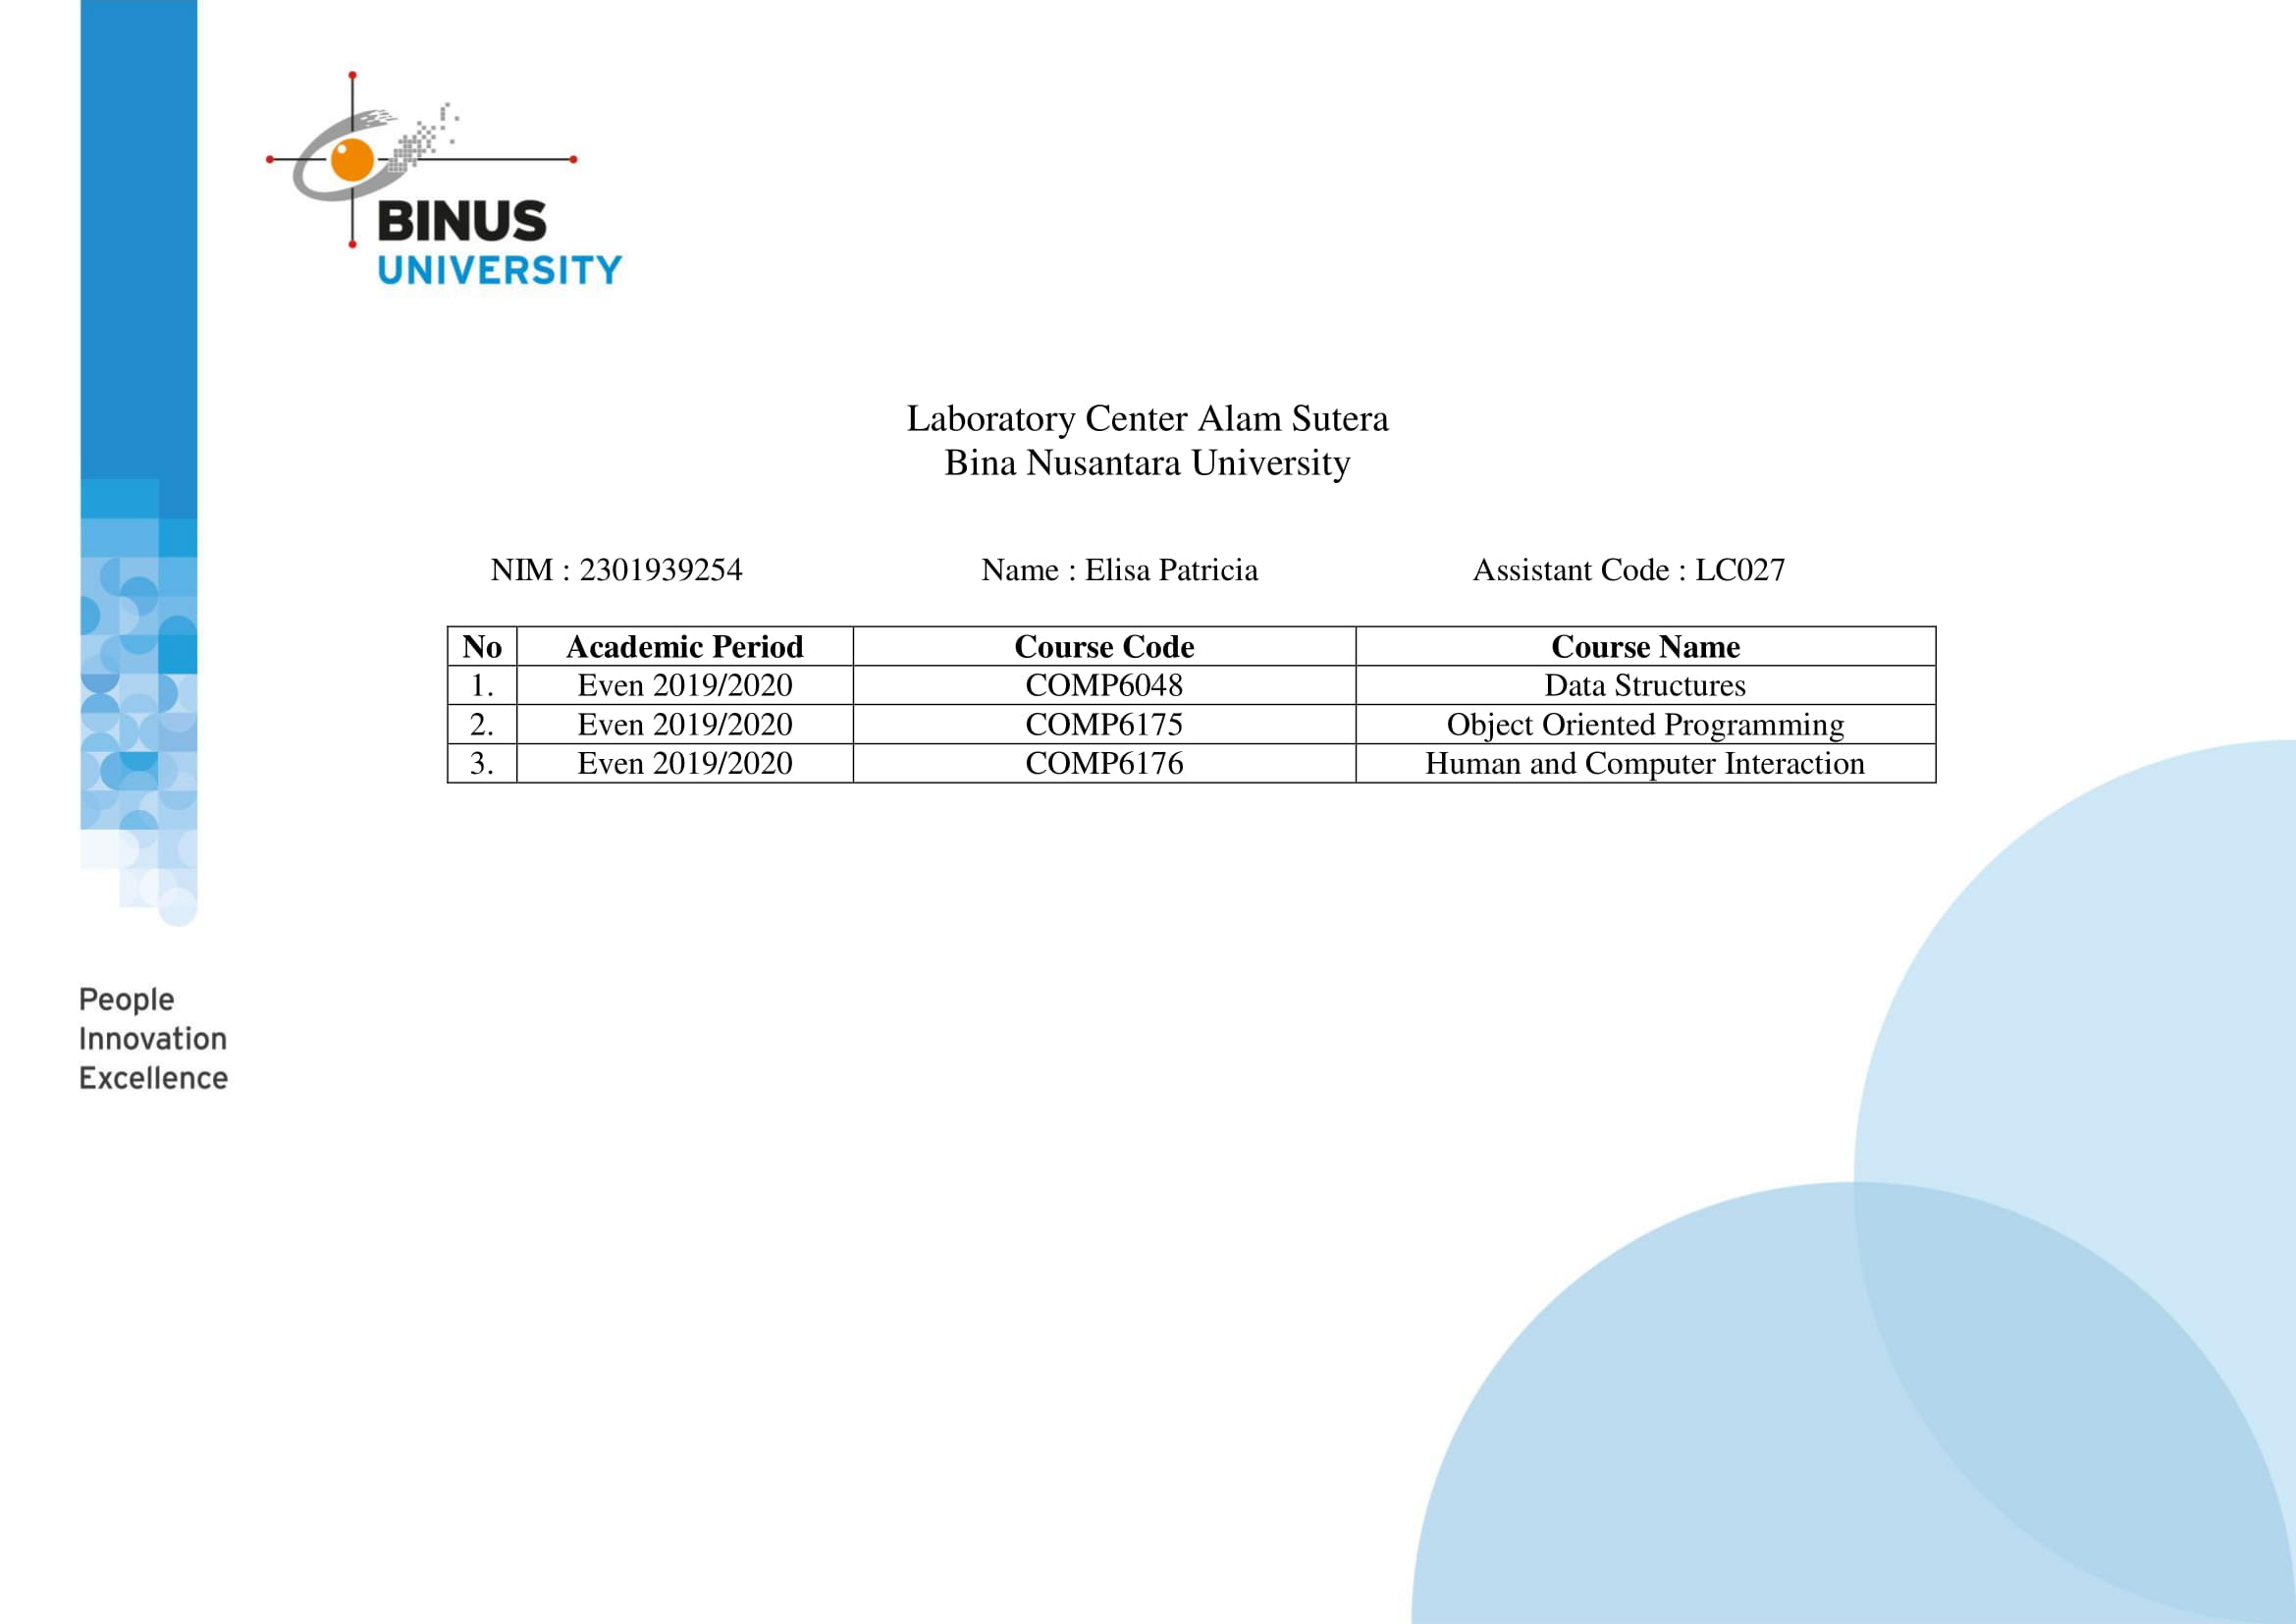 BINUS
UNIVERSITY
Laboratory Center Alam Sutera
Bina Nusantara University
NIM : 2301939254 Name : Elisa Patricia Assistant Code : LC027
No Academic Period Course Code Course Name
1. Even 2019/2020 COMP6048 Data Structures
2. Even 2019/2020 COMP6175 Object Oriented Programming
3. Even 2019/2020 COMP6176 Human and Computer Interaction
People
Innovation
Excellence